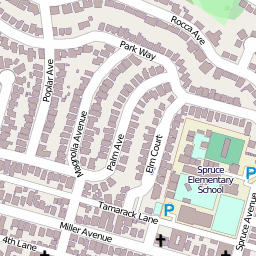 Rocca Ave
Park Way
Poplar Ave
Magnolia Avenue
Palm Ave
Elm Court
Spruce
Elementary
School
P
P
Tamarack Lane
Miller Avenue
4th Lane
Spruce Avenue